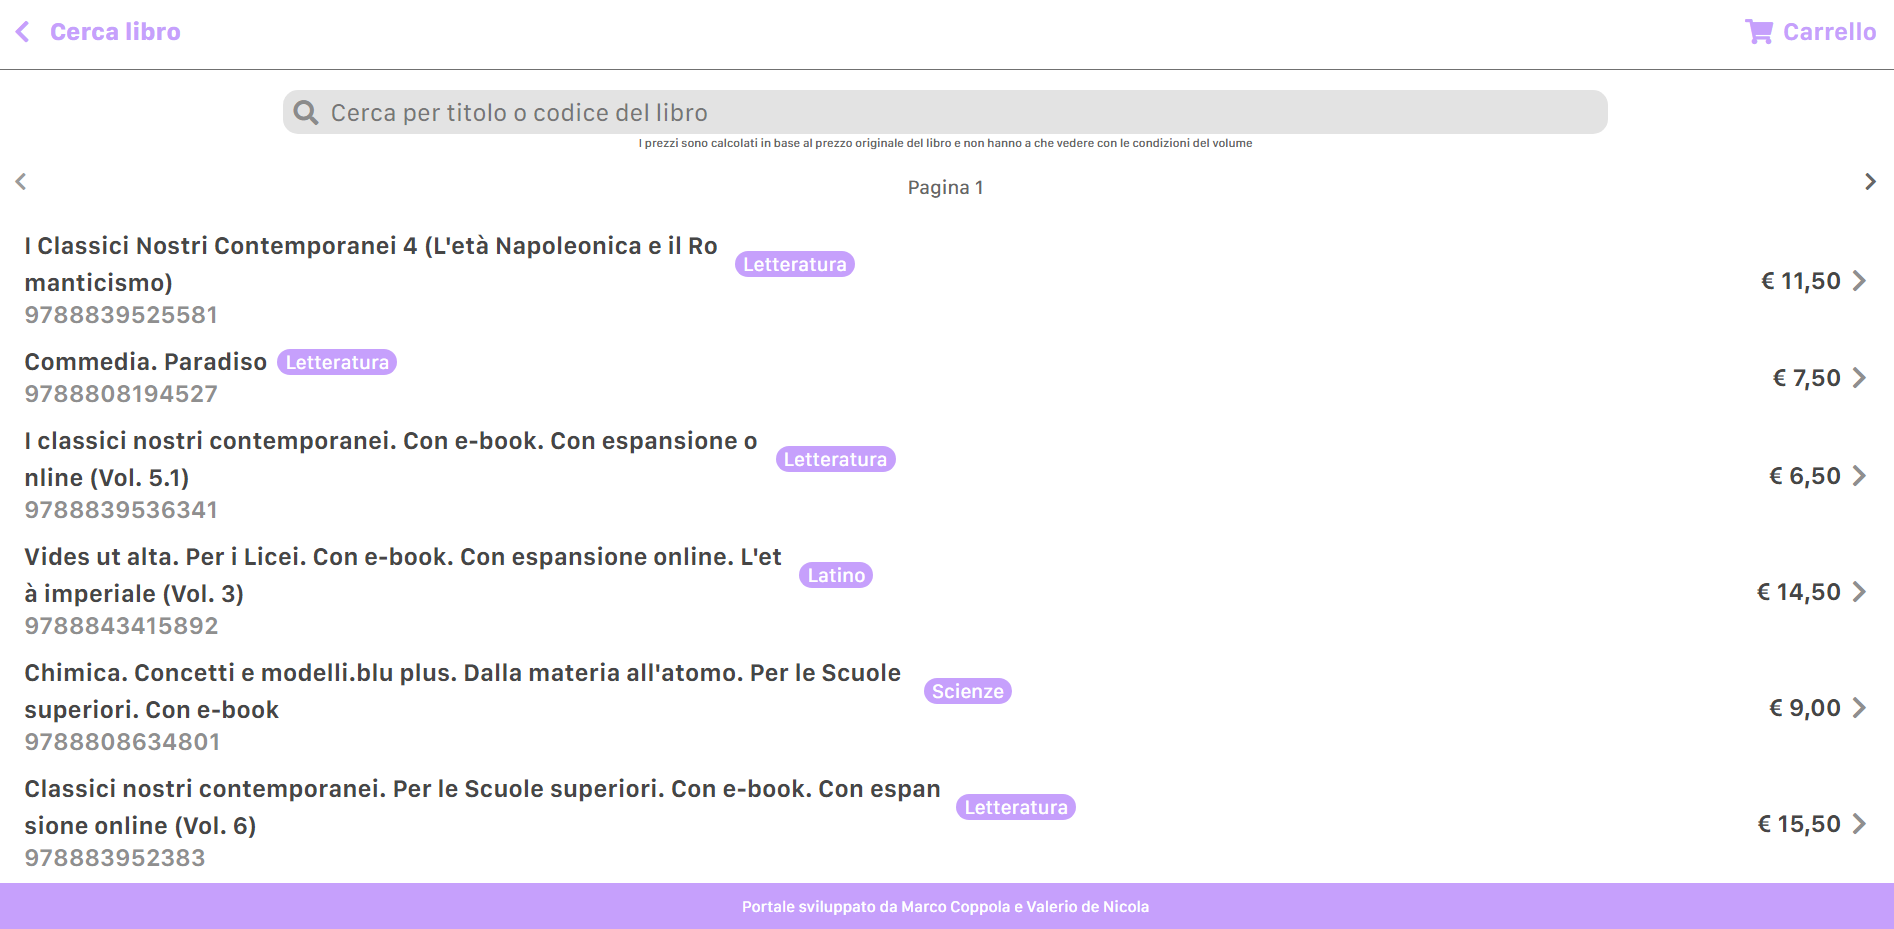 Cerca libro
Carrello
Cerca per titolo o codice del libro
I prezzi sono calcolati in base al prezzo originale del libro e non hanno a che vedere con le condizioni del volume
Pagina 1
I Classici Nostri Contemporanei 4 (L'età Napoleonica e il Ro
manticismo)
Letteratura
9788839525581
€ 11,50
Commedia. Paradiso
Letteratura
9788808194527
€ 7,50
I classici nostri contemporanei. Con e-book. Con espansione o
nline (Vol. 5.1)
Letteratura
9788839536341
€ 6,50
Vides ut alta. Per i Licei. Con e-book. Con espansione online. L'et
à imperiale (Vol. 3)
Latino
9788843415892
€ 14,50
Chimica. Concetti e modelli.blu plus. Dalla materia all'atomo. Per le Scuole
superiori. Con e-book
Scienze
9788808634801
€ 9,00
Classici nostri contemporanei. Per le Scuole superiori. Con e-book. Con espan
sione online (Vol. 6)
Letteratura
978883952383
€ 15,50
Portale sviluppato da Marco Coppola e Valerio de Nicola